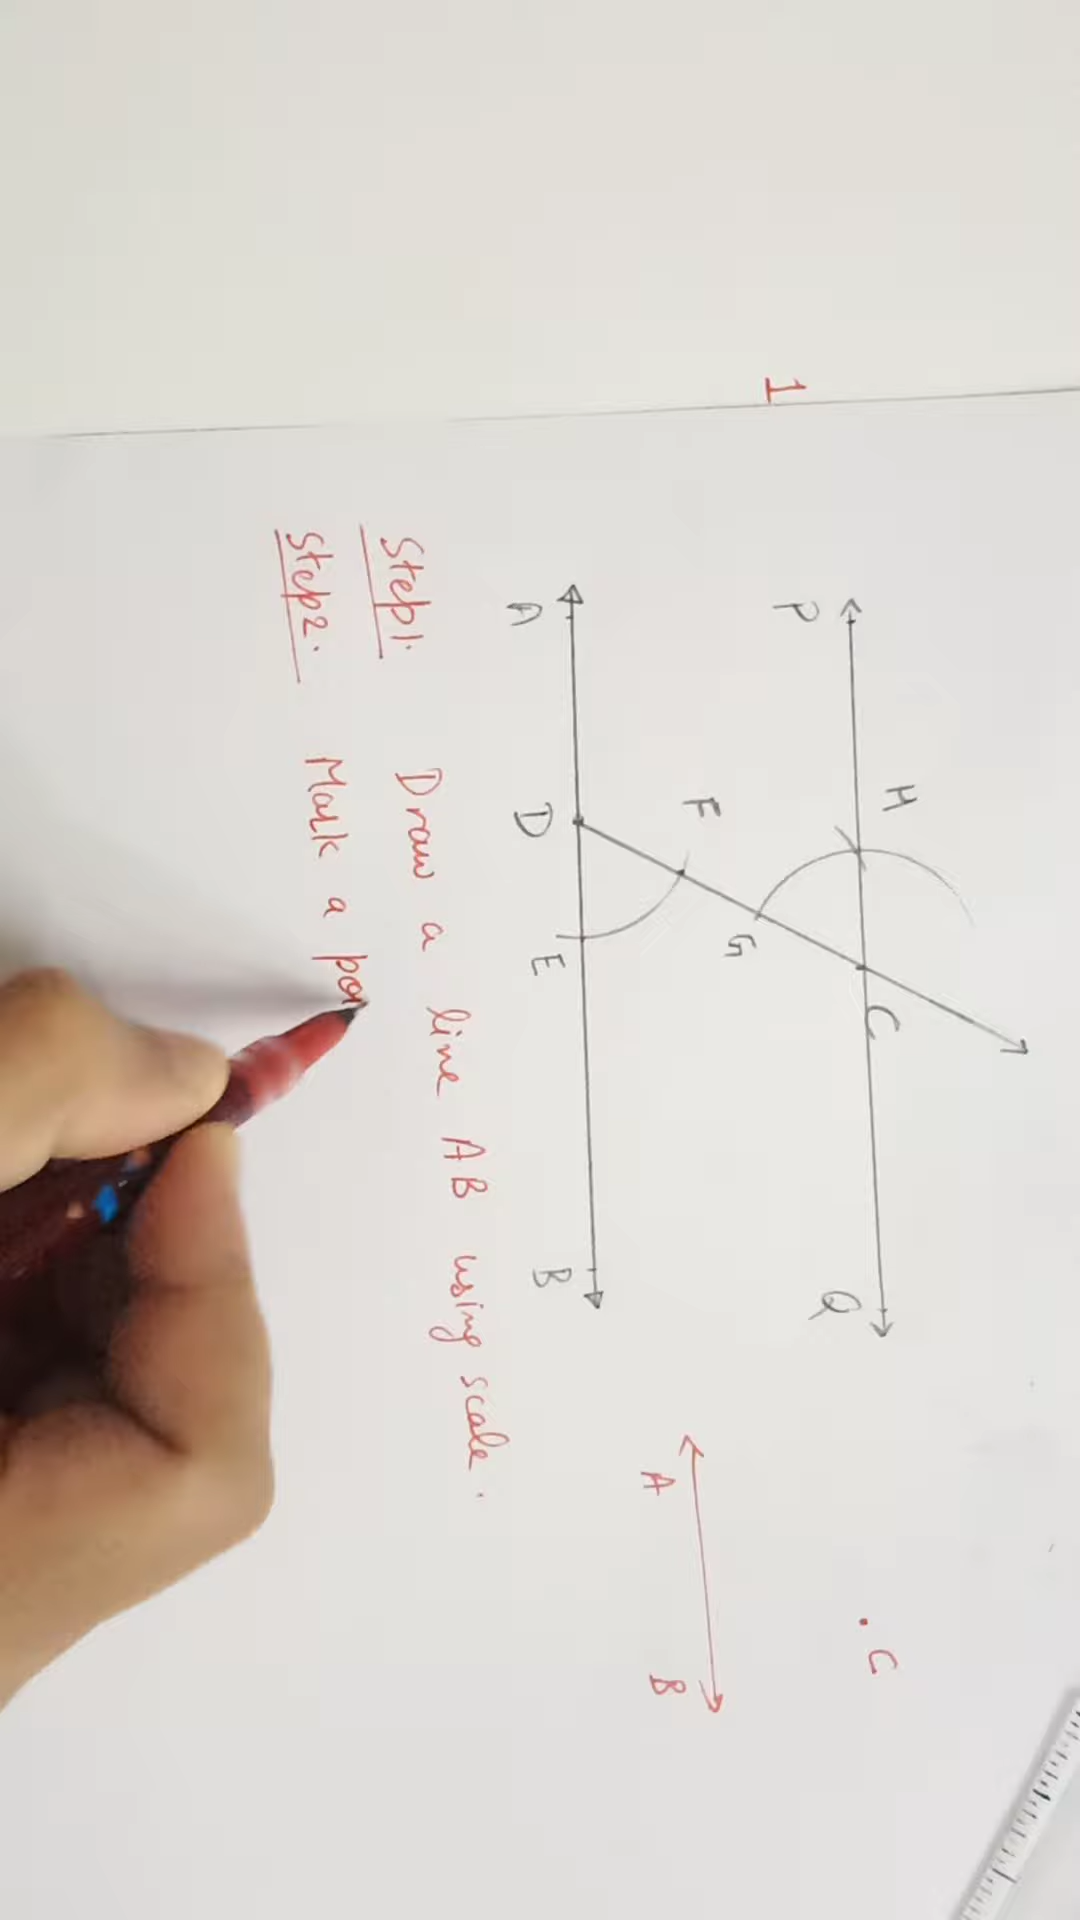 1
P H C Q
F G
A D E B
A B
. C
Step1: Draw a line AB using scale.
Step2: Mark a poi